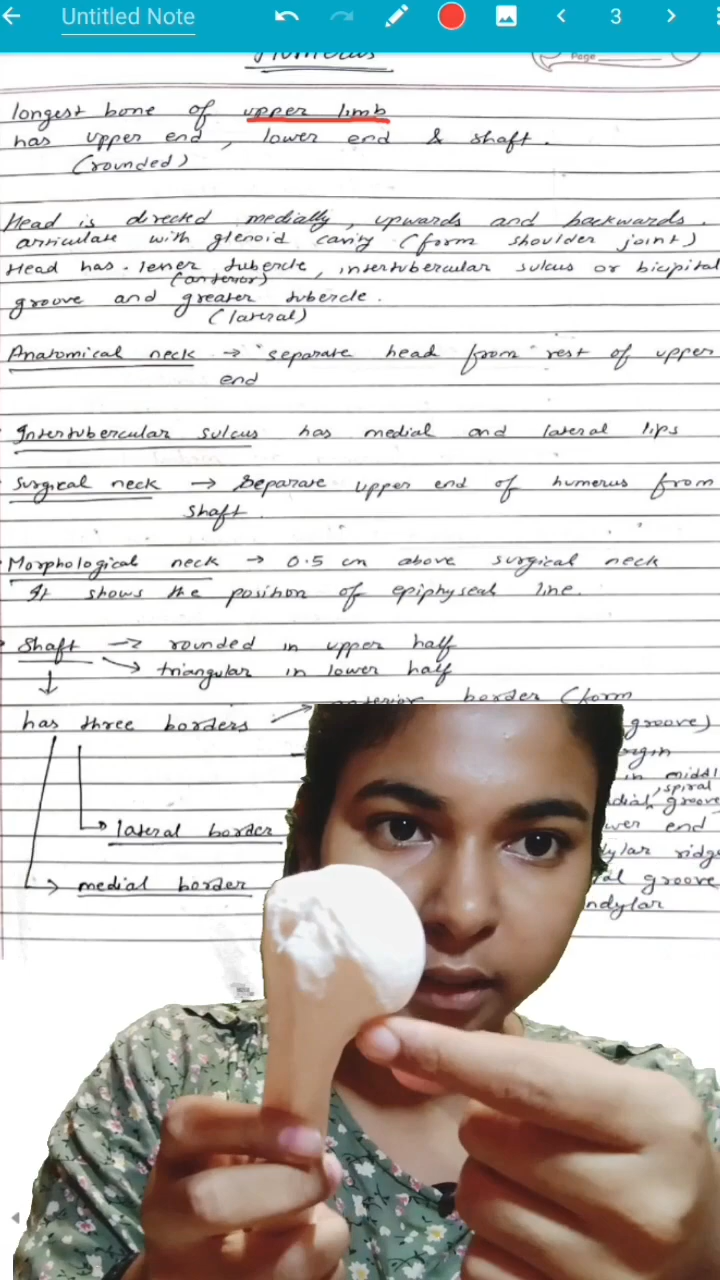 Untitled Note
3
Humerus
Page
longest bone of upper limb
has upper end, lower end & shaft.
(rounded)
Head is directed medially, upwards and backwards.
articulate with glenoid cavity (form shoulder joint)
Head has lesser tubercle, intertubercular sulcus or bicipital
(anterior)
groove and greater tubercle.
(lateral)
Anatomical neck → separate head from rest of upper
end
Intertubercular sulcus has medial and lateral lips
Surgical neck → Separate upper end of humerus from
shaft.
Morphological neck → 0.5 cm above surgical neck
It shows the position of epiphyseal line.
Shaft → rounded in upper half
→ triangular in lower half
has three borders → anterior border (form
groove)
in middl
spiral
groove
end
→ lateral border
ridge
→ medial border
groove